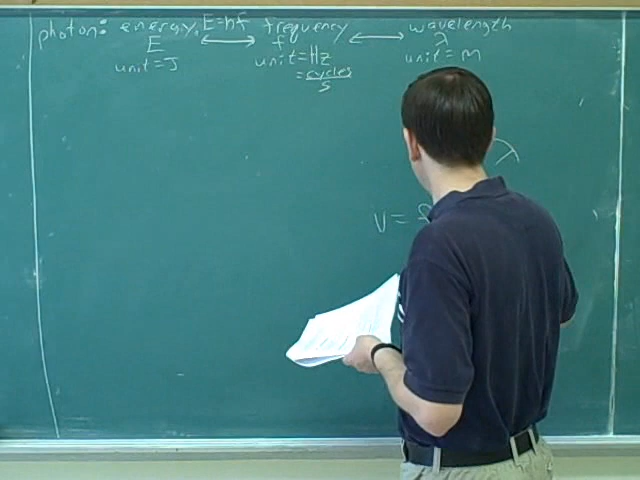 photon: energy E=hf frequency wavelength
E f λ
unit=J unit=Hz unit=m
=cycles/s
λ
v= f